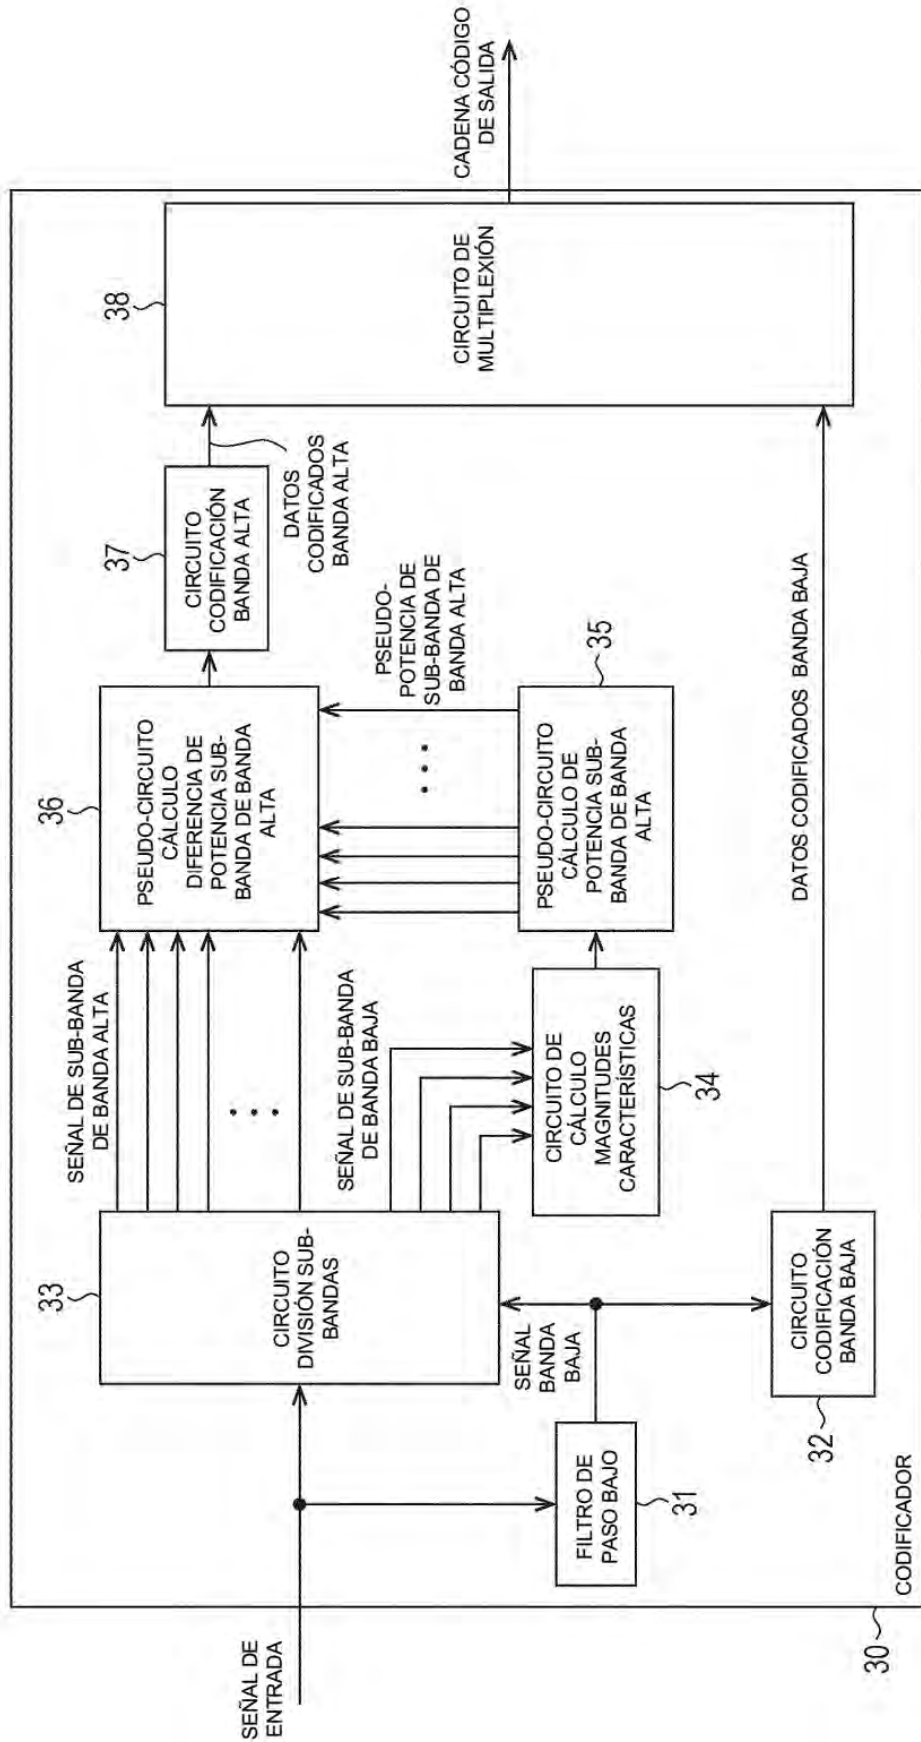 SEÑAL DE
ENTRADA
30
CODIFICADOR
FILTRO DE
PASO BAJO
31
SEÑAL
BANDA
BAJA
CIRCUITO
CODIFICACIÓN
BANDA BAJA
32
33
CIRCUITO
DIVISIÓN SUB-
BANDAS
SEÑAL DE SUB-BANDA
DE BANDA ALTA
SEÑAL DE SUB-BANDA
DE BANDA BAJA
CIRCUITO DE
CÁLCULO
MAGNITUDES
CARACTERÍSTICAS
34
36
PSEUDO-CIRCUITO
CÁLCULO
DIFERENCIA DE
POTENCIA SUB-
BANDA DE BANDA
ALTA
PSEUDO-CIRCUITO
CÁLCULO DE
POTENCIA SUB-
BANDA DE BANDA
ALTA
35
PSEUDO-
POTENCIA DE
SUB-BANDA DE
BANDA ALTA
37
CIRCUITO
CODIFICACIÓN
BANDA ALTA
DATOS
CODIFICADOS
BANDA ALTA
DATOS CODIFICADOS BANDA BAJA
38
CIRCUITO DE
MULTIPLEXIÓN
CADENA CÓDIGO
DE SALIDA